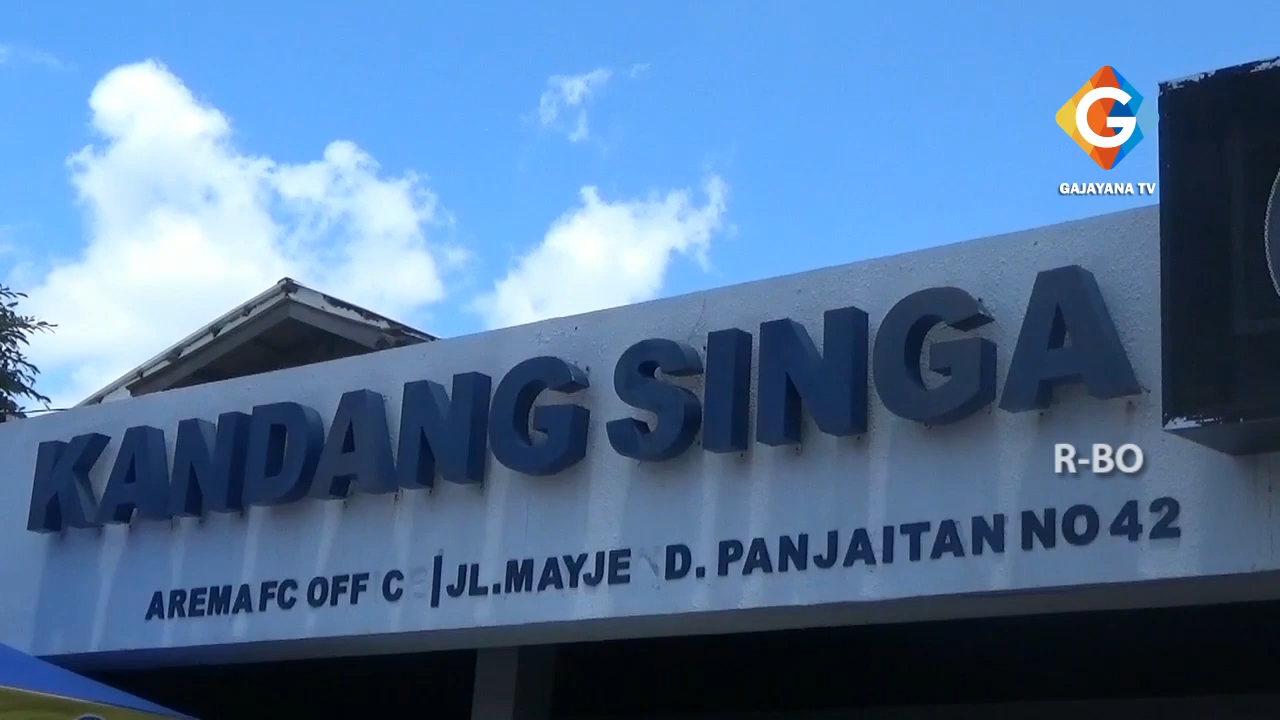 G
GAJAYANA TV
KANDANG SINGA
R-BO
AREMA FC OFF C |JL.MAYJE D. PANJAITAN NO 42